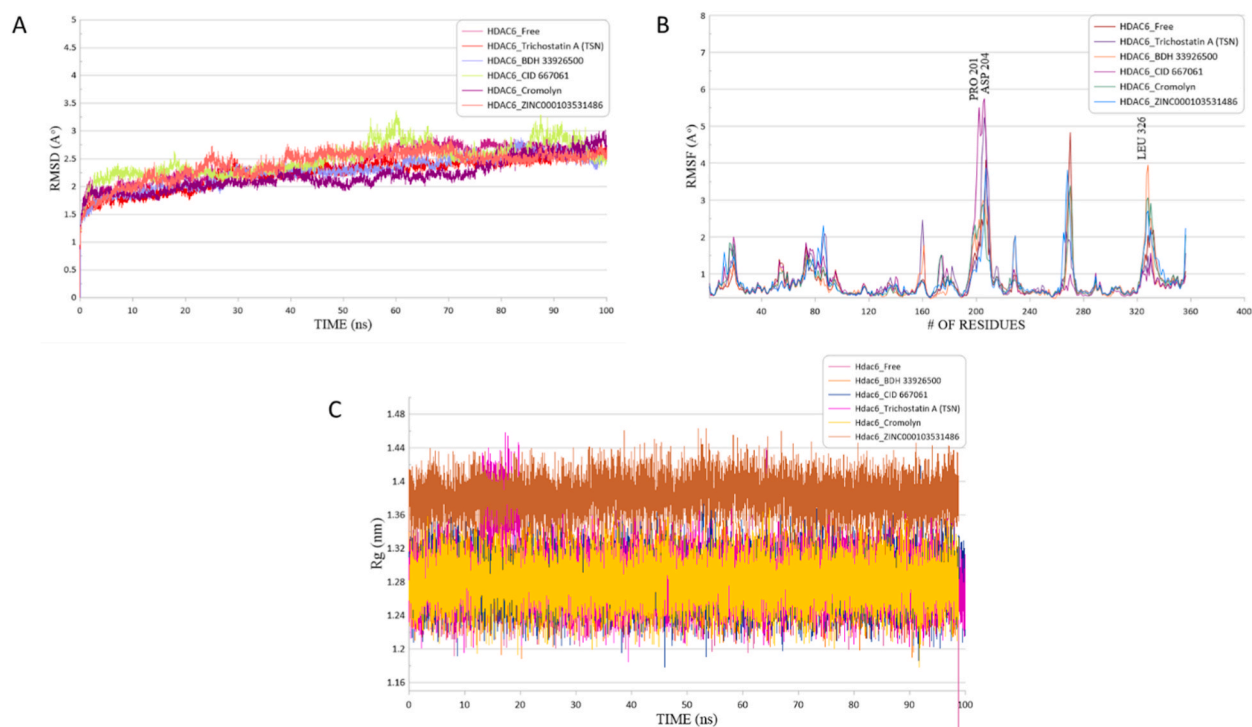 A
HDAC6_Free
HDAC6_Trichostatin A (TSN)
HDAC6_BDH 33926500
HDAC6_CID 667061
HDAC6_Cromolyn
HDAC6_ZINC000103531486
RMSD (A°)
5
4.5
4
3.5
3
2.5
2
1.5
1
0.5
0
0 10 20 30 40 50 60 70 80 90 100
TIME (ns)
B
HDAC6_Free
HDAC6_Trichostatin A (TSN)
HDAC6_BDH 33926500
HDAC6_CID 667061
HDAC6_Cromolyn
HDAC6_ZINC000103531486
PRO 201
ASP 204
LEU 326
RMSF (A°)
8
7
6
5
4
3
2
1
40 80 120 160 200 240 280 320 360 400
# OF RESIDUES
C
Hdac6_Free
Hdac6_BDH 33926500
Hdac6_CID 667061
Hdac6_Trichostatin A (TSN)
Hdac6_Cromolyn
Hdac6_ZINC000103531486
Rg (nm)
1.48
1.44
1.4
1.36
1.32
1.28
1.24
1.2
1.16
0 10 20 30 40 50 60 70 80 90 100
TIME (ns)